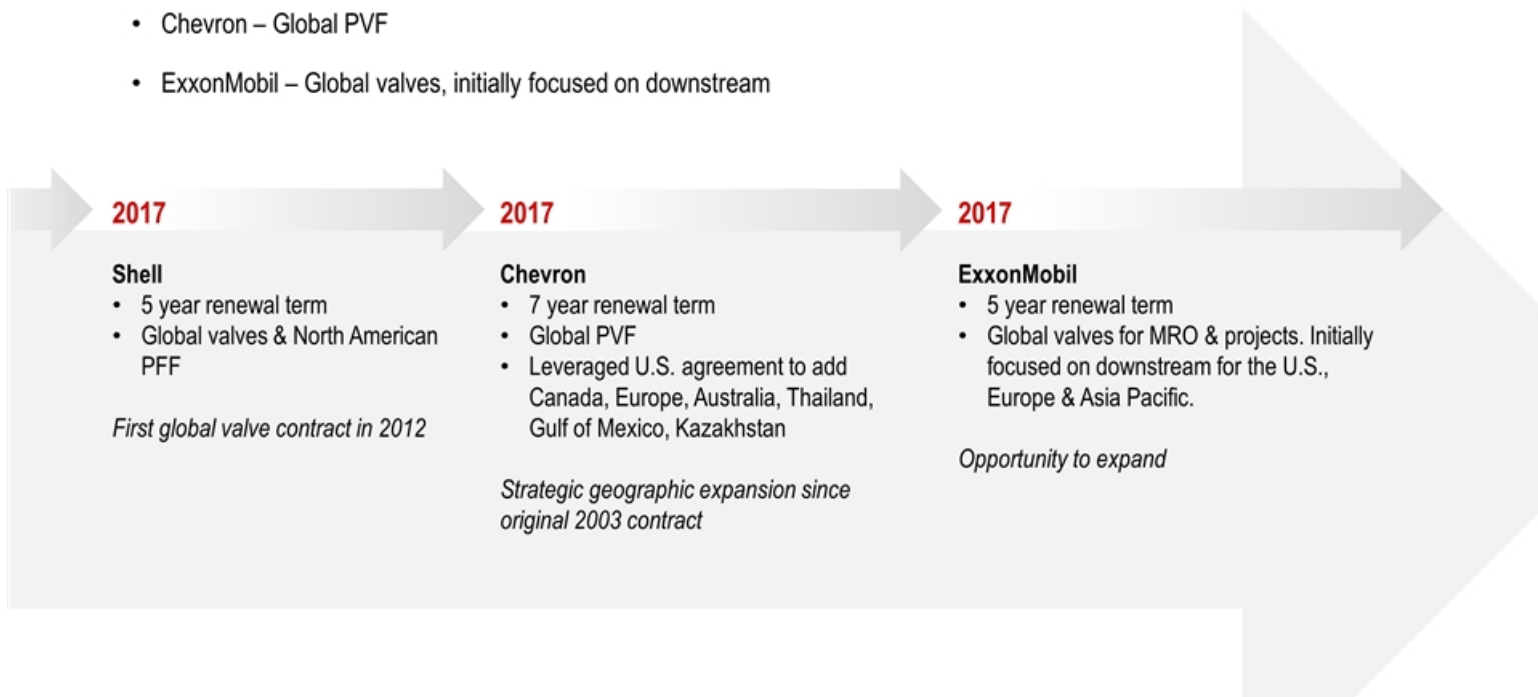 • Chevron – Global PVF
• ExxonMobil – Global valves, initially focused on downstream
2017
Shell
• 5 year renewal term
• Global valves & North American
PFF
First global valve contract in 2012
2017
Chevron
• 7 year renewal term
• Global PVF
• Leveraged U.S. agreement to add
Canada, Europe, Australia, Thailand,
Gulf of Mexico, Kazakhstan
Strategic geographic expansion since
original 2003 contract
2017
ExxonMobil
• 5 year renewal term
• Global valves for MRO & projects. Initially
focused on downstream for the U.S.,
Europe & Asia Pacific.
Opportunity to expand